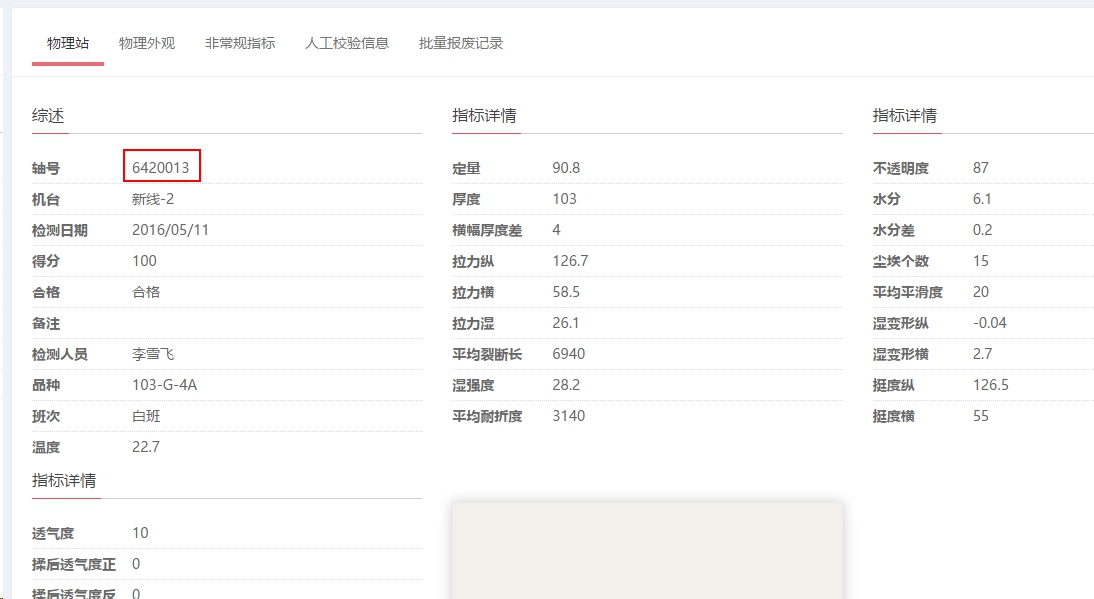 物理站 物理外观 非常规指标 人工校验信息 批量报废记录
综述
轴号 6420013
机台 新线-2
检测日期 2016/05/11
得分 100
合格 合格
备注
检测人员 李雪飞
品种 103-G-4A
班次 白班
温度 22.7
指标详情
定量 90.8
厚度 103
横幅厚度差 4
拉力纵 126.7
拉力横 58.5
拉力湿 26.1
平均裂断长 6940
湿强度 28.2
平均耐折度 3140
指标详情
不透明度 87
水分 6.1
水分差 0.2
尘埃个数 15
平均平滑度 20
湿变形纵 -0.04
湿变形横 2.7
挺度纵 126.5
挺度横 55
指标详情
透气度 10
揉后透气度正 0
揉后透气度反 0